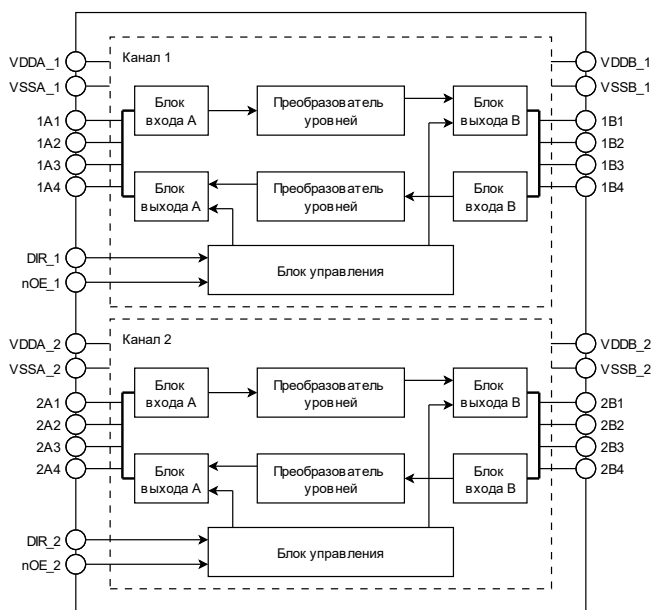 VDDA_1
VSSA_1
1A1
1A2
1A3
1A4
DIR_1
nOE_1
Канал 1
Блок
входа A
Преобразователь
уровней
Блок
выхода B
Блок
выхода A
Преобразователь
уровней
Блок
входа B
Блок управления
VDDB_1
VSSB_1
1B1
1B2
1B3
1B4
VDDA_2
VSSA_2
2A1
2A2
2A3
2A4
DIR_2
nOE_2
Канал 2
Блок
входа A
Преобразователь
уровней
Блок
выхода B
Блок
выхода A
Преобразователь
уровней
Блок
входа B
Блок управления
VDDB_2
VSSB_2
2B1
2B2
2B3
2B4